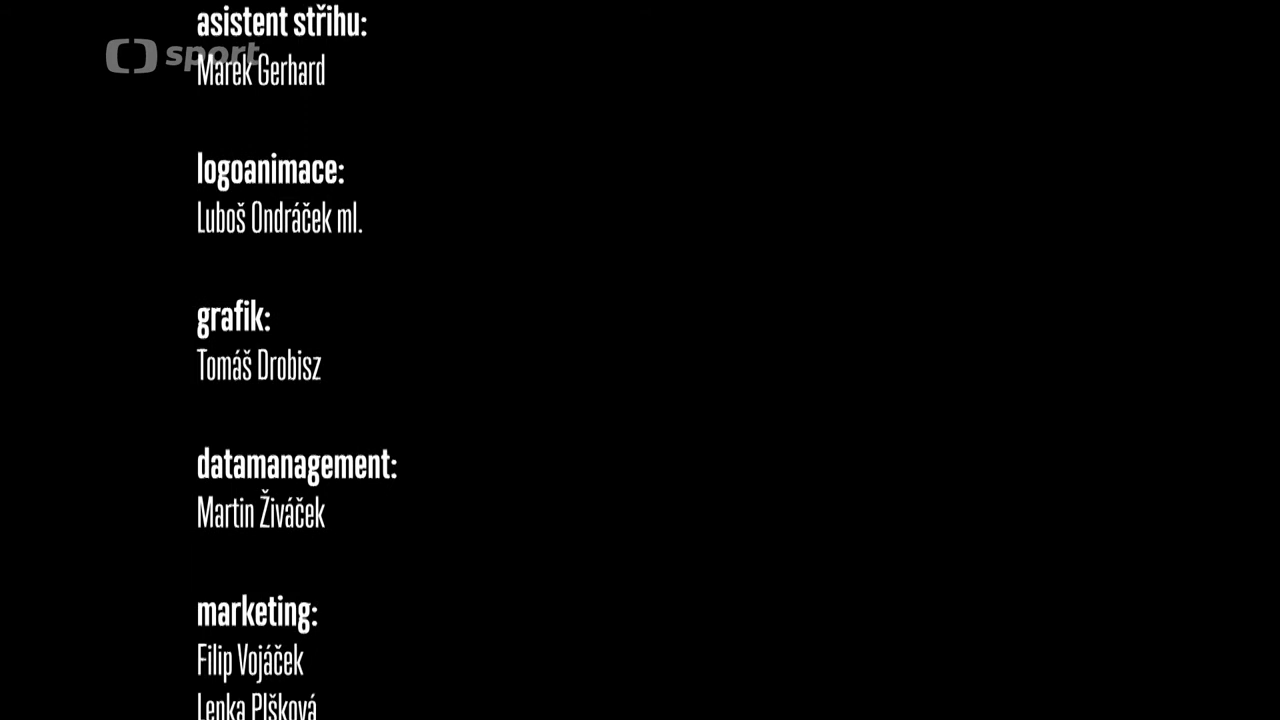 asistent střihu:
sport
Marek Gerhard
logoanimace:
Luboš Ondráček ml.
grafik:
Tomáš Drobisz
datamanagement:
Martin Živáček
marketing:
Filip Vojáček
Lenka Plšková